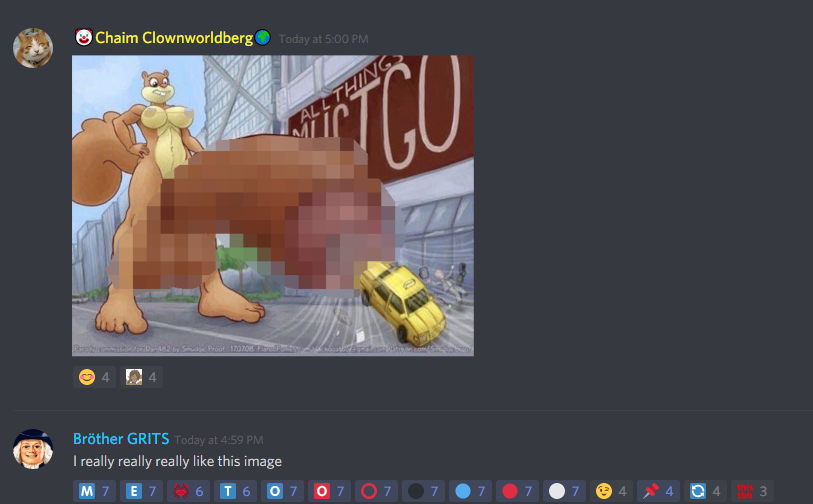 Chaim Clownworldberg Today at 5:00 PM
ALL THINGS
MUST GO
4 4
Bröther GRITS Today at 4:59 PM
I really really really like this image
M 7 E 7 6 T 6 O 7 O 7 7 7 7 7 7 4 4 4 3